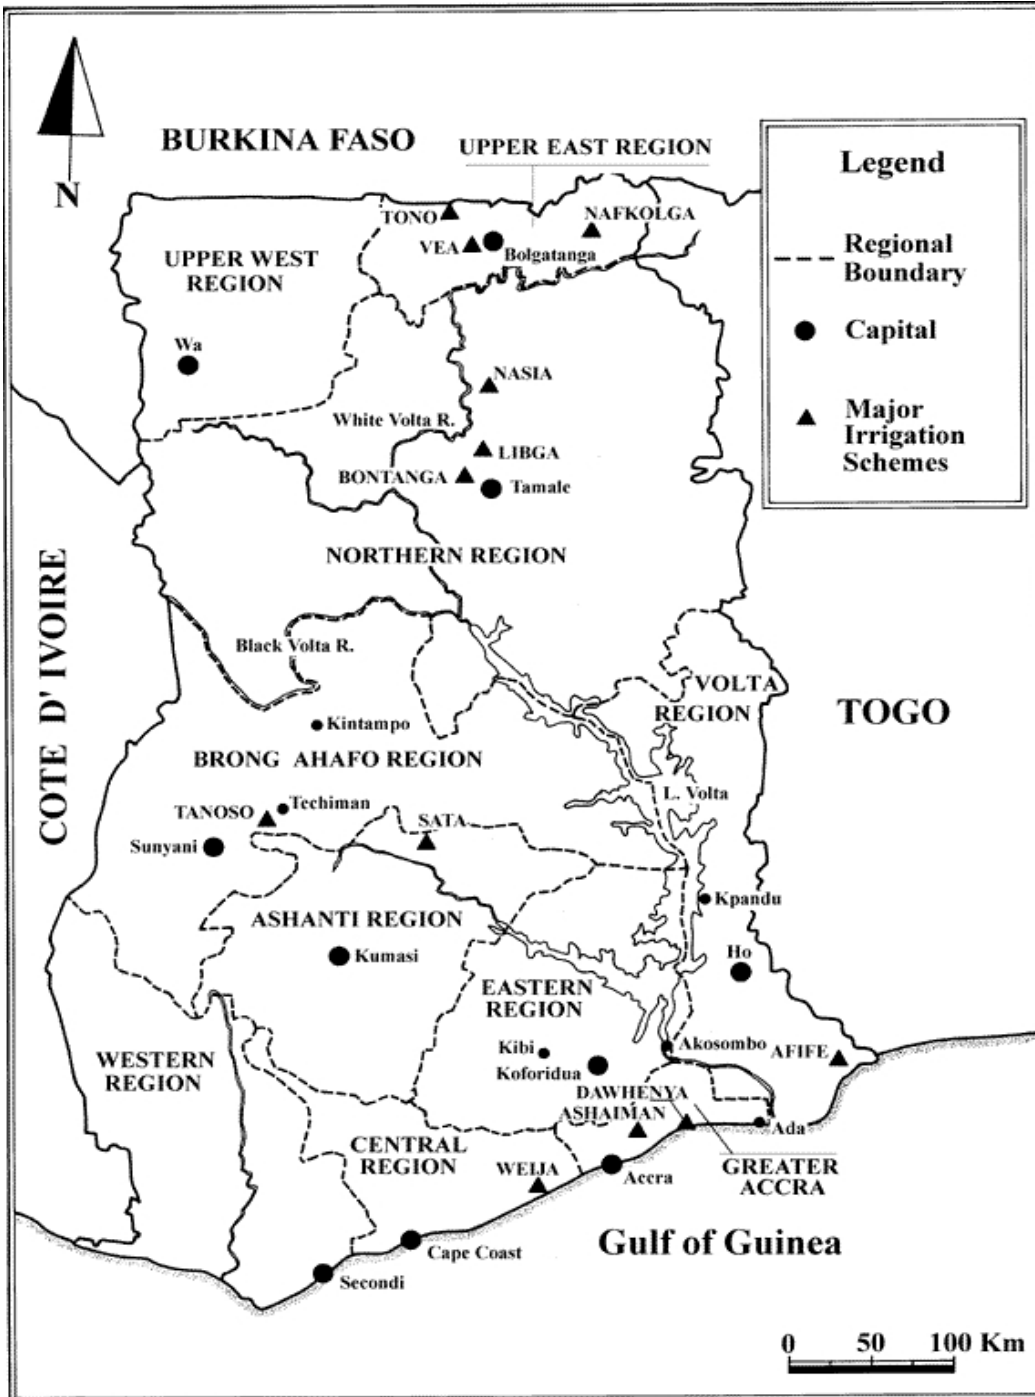 BURKINA FASO
N
UPPER EAST REGION
TONO
NAFKOLGA
VEA
Bolgatanga
UPPER WEST
REGION
Wa
NASIA
White Volta R.
LIBGA
BONTANGA
Tamale
NORTHERN REGION
COTE D' IVOIRE
Black Volta R.
VOLTA
REGION
TOGO
Kintampo
BRONG AHAFO REGION
L. Volta
TANOSO
Techiman
SATA
Sunyani
Kpandu
ASHANTI REGION
Kumasi
Ho
EASTERN
REGION
WESTERN
REGION
Kibi
Koforidua
Akosombo
AFIFE
DAWHENYA
ASHAIMAN
Ada
CENTRAL
REGION
WEIJA
Accra
GREATER
ACCRA
Cape Coast
Secondi
Gulf of Guinea
Legend
Regional
Boundary
Capital
Major
Irrigation
Schemes
0 50 100 Km